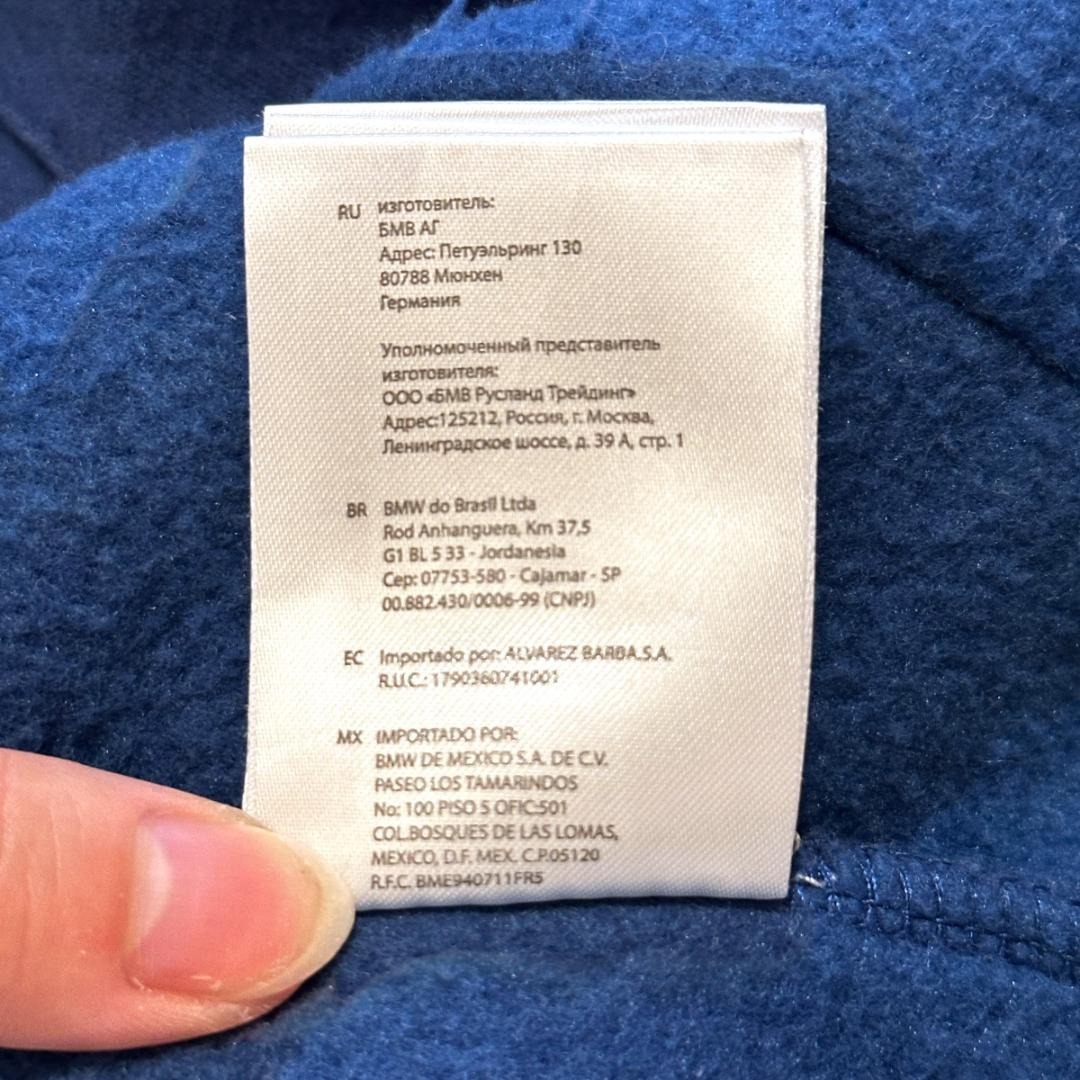 RU изготовитель:
БМВ АГ
Адрес: Петуэльринг 130
80788 Мюнхен
Германия
Уполномоченный представитель
изготовителя:
ООО «БМВ Русланд Трейдинг»
Адрес:125212, Россия, г. Москва,
Ленинградское шоссе, д. 39 А, стр. 1
BR BMW do Brasil Ltda
Rod Anhanguera, Km 37,5
G1 BL 5 33 - Jordanesia
Cep: 07753-580 - Cajamar - SP
00.882.430/0006-99 (CNPJ)
EC Importado por: ALVAREZ BARBA.S.A.
R.U.C.: 1790360741001
MX IMPORTADO POR:
BMW DE MEXICO S.A. DE C.V.
PASEO LOS TAMARINDOS
No: 100 PISO 5 OFIC:501
COL.BOSQUES DE LAS LOMAS,
MEXICO, D.F. MEX. C.P.05120
R.F.C. BME940711FR5